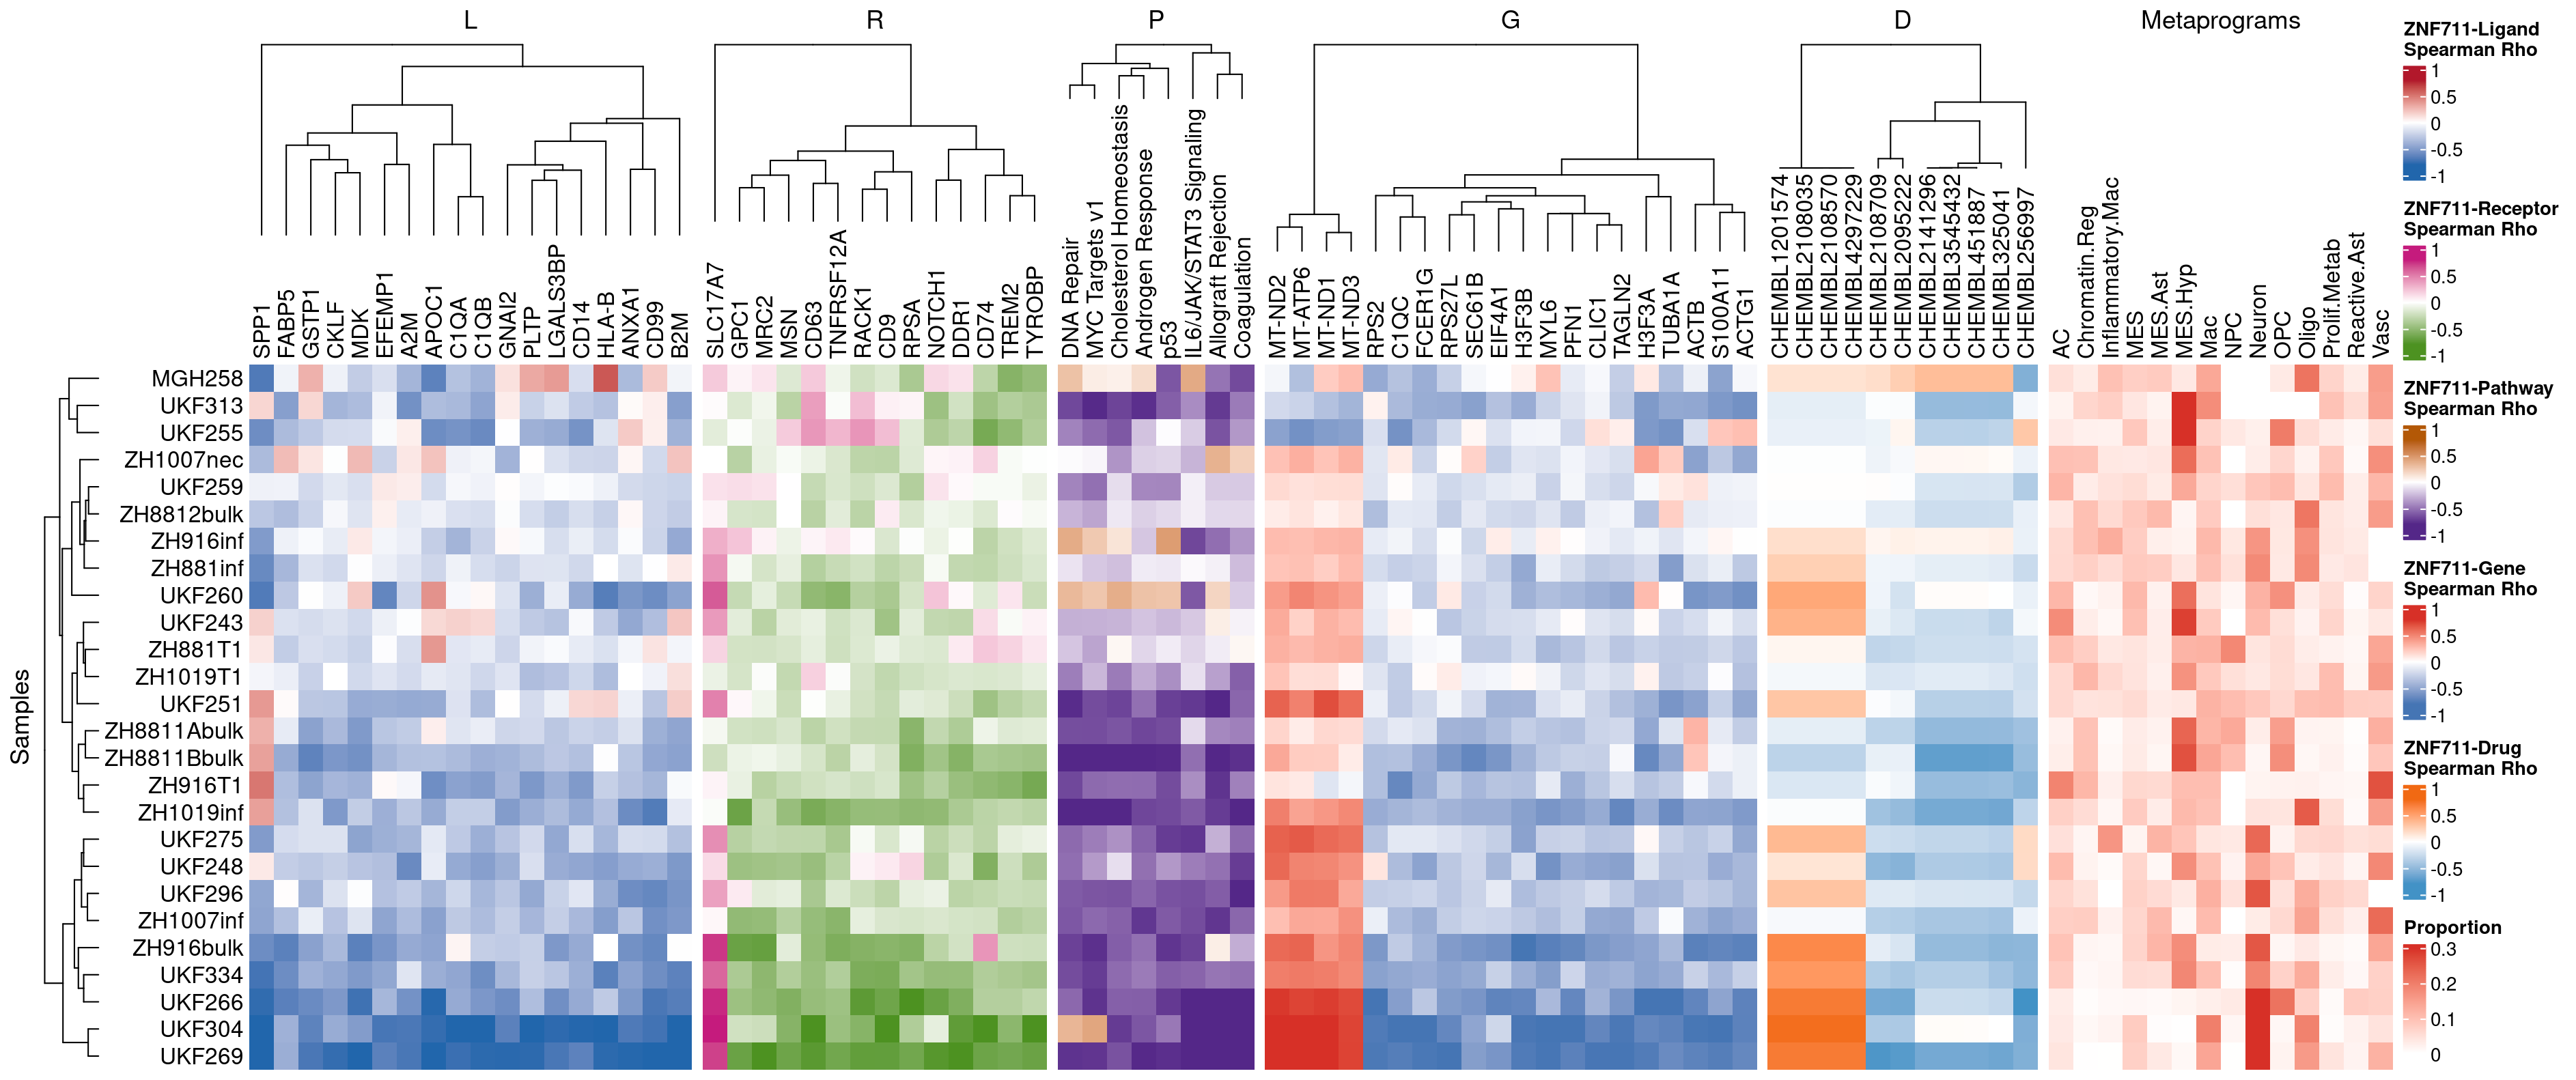 L
R
P
G
D
Metaprograms
SPP1
FABP5
GSTP1
CKLF
MDK
EFEMP1
A2M
APOC1
C1QA
C1QB
GNAI2
PLTP
LGALS3BP
CD14
HLA-B
ANXA1
CD99
B2M
SLC17A7
GPC1
MRC2
MSN
CD63
TNFRSF12A
RACK1
CD9
RPSA
NOTCH1
DDR1
CD74
TREM2
TYROBP
DNA Repair
MYC Targets v1
Cholesterol Homeostasis
Androgen Response
p53
IL6/JAK/STAT3 Signaling
Allograft Rejection
Coagulation
MT-ND2
MT-ATP6
MT-ND1
MT-ND3
RPS2
C1QC
FCER1G
RPS27L
SEC61B
EIF4A1
H3F3B
MYL6
PFN1
CLIC1
TAGLN2
H3F3A
TUBA1A
ACTB
S100A11
ACTG1
CHEMBL1201574
CHEMBL2108035
CHEMBL2108570
CHEMBL4297229
CHEMBL2108709
CHEMBL2095222
CHEMBL2141296
CHEMBL3545432
CHEMBL451887
CHEMBL325041
CHEMBL256997
AC
Chromatin.Reg
Inflammatory.Mac
MES
MES.Ast
MES.Hyp
Mac
NPC
Neuron
OPC
Oligo
Prolif.Metab
Reactive.Ast
Vasc
Samples
MGH258
UKF313
UKF255
ZH1007nec
UKF259
ZH8812bulk
ZH916inf
ZH881inf
UKF260
UKF243
ZH881T1
ZH1019T1
UKF251
ZH8811Abulk
ZH8811Bbulk
ZH916T1
ZH1019inf
UKF275
UKF248
UKF296
ZH1007inf
ZH916bulk
UKF334
UKF266
UKF304
UKF269
ZNF711-Ligand
Spearman Rho
1
0.5
0
-0.5
-1
ZNF711-Receptor
Spearman Rho
1
0.5
0
-0.5
-1
ZNF711-Pathway
Spearman Rho
1
0.5
0
-0.5
-1
ZNF711-Gene
Spearman Rho
1
0.5
0
-0.5
-1
ZNF711-Drug
Spearman Rho
1
0.5
0
-0.5
-1
Proportion
0.3
0.2
0.1
0